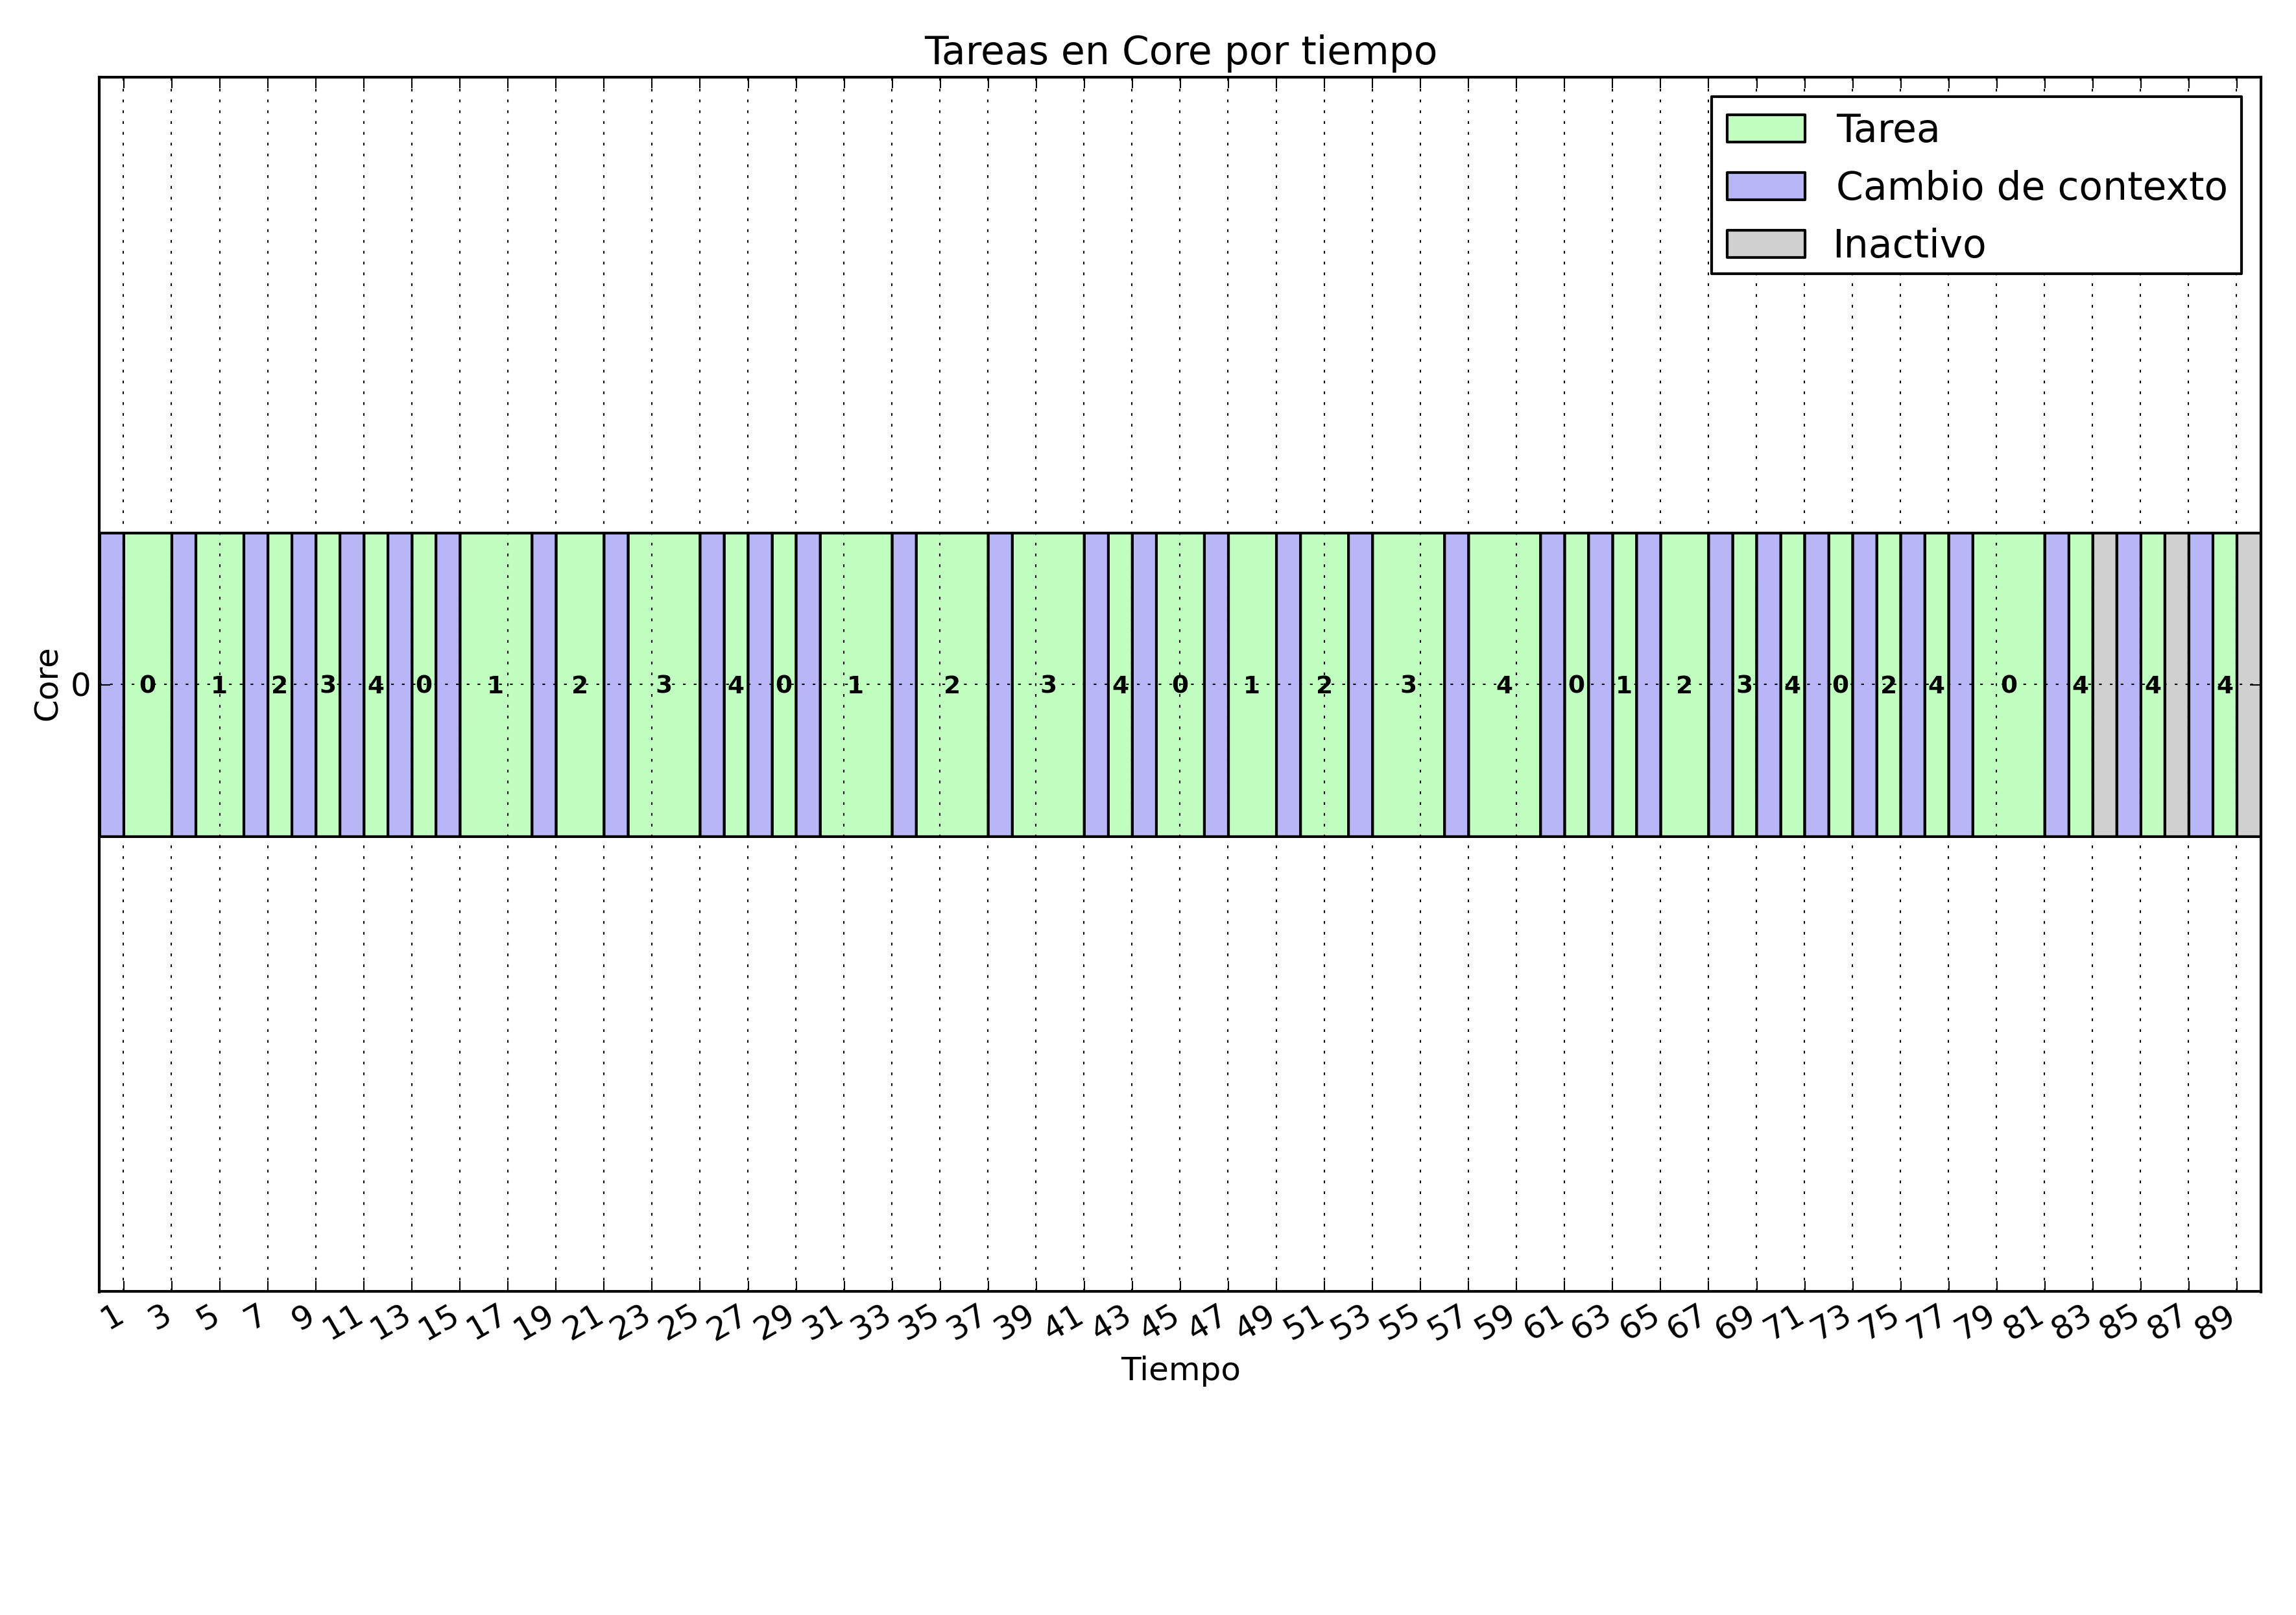 Tareas en Core por tiempo
Tarea
Cambio de contexto
Inactivo
Core
0
0 1 2 3 4 0 1 2 3 4 0 1 2 3 4 0 1 2 3 4 0 1 2 3 4 0 2 4 0 4 4 4
1 3 5 7 9 11 13 15 17 19 21 23 25 27 29 31 33 35 37 39 41 43 45 47 49 51 53 55 57 59 61 63 65 67 69 71 73 75 77 79 81 83 85 87 89
Tiempo